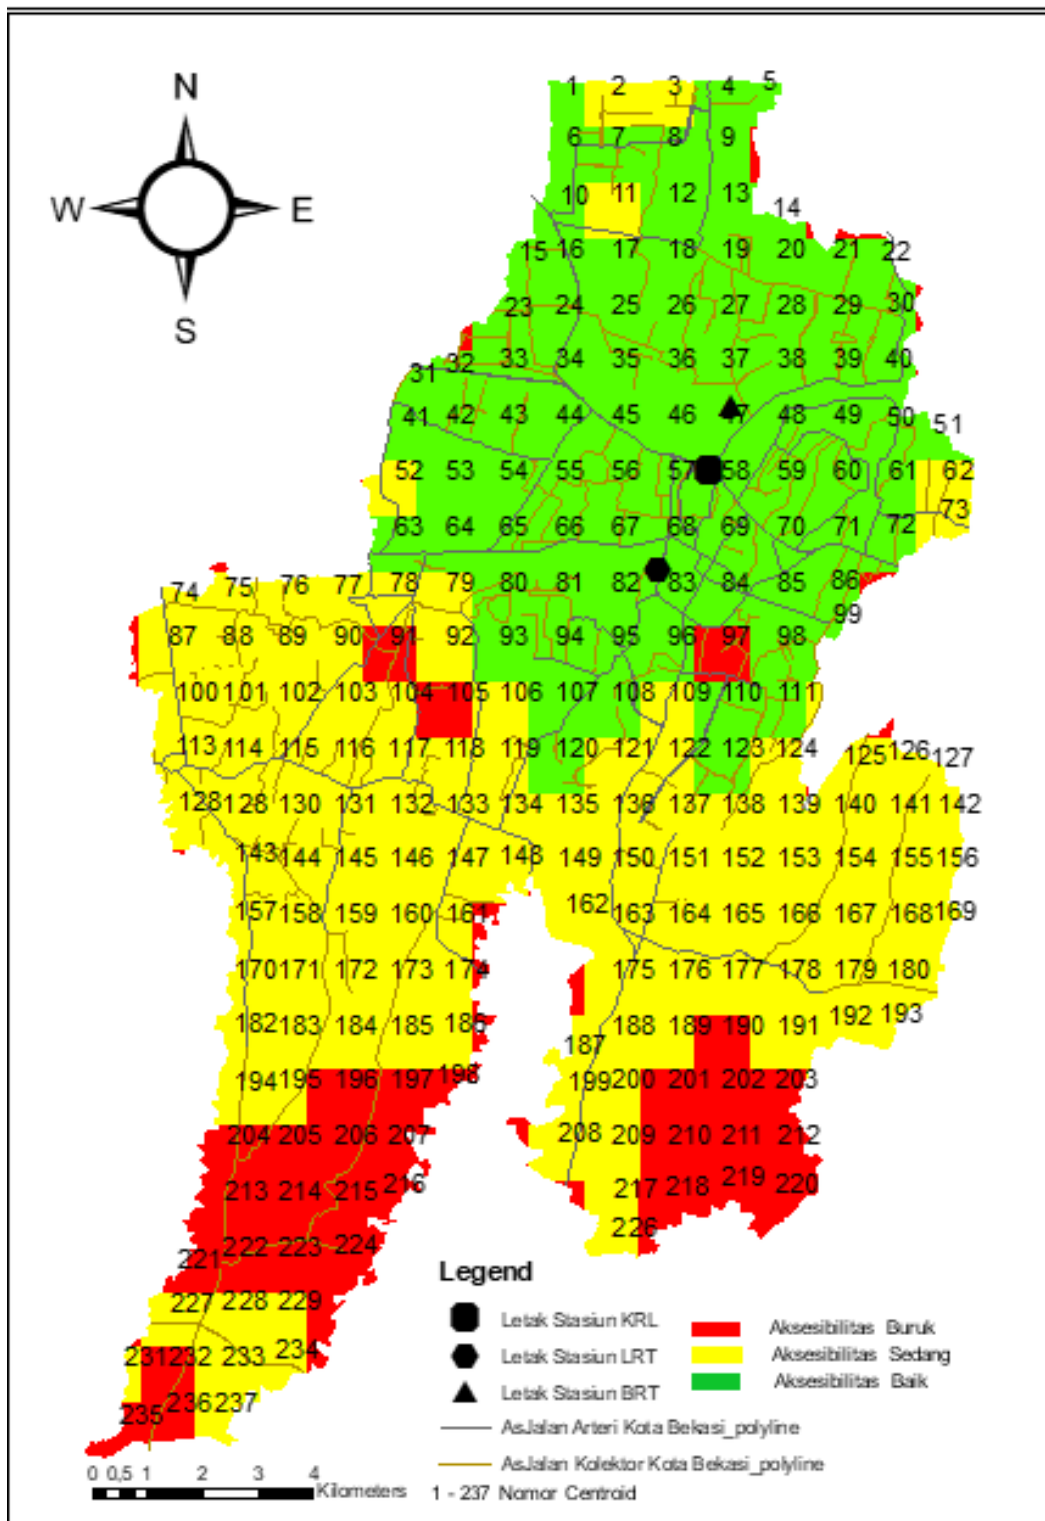 N
W E
S
1 2 3 4 5
6 7 8 9
10 11 12 13 14
15 16 17 18 19 20 21 22
23 24 25 26 27 28 29 30
31 32 33 34 35 36 37 38 39 40
41 42 43 44 45 46 47 48 49 50 51
52 53 54 55 56 57 58 59 60 61 62
63 64 65 66 67 68 69 70 71 72 73
74 75 76 77 78 79 80 81 82 83 84 85 86
87 88 89 90 91 92 93 94 95 96 97 98 99
100 101 102 103 104 105 106 107 108 109 110 111
113 114 115 116 117 118 119 120 121 122 123 124 125 126 127
128 128 130 131 132 133 134 135 136 137 138 139 140 141 142
143 144 145 146 147 148 149 150 151 152 153 154 155 156
157 158 159 160 161 162 163 164 165 166 167 168 169
170 171 172 173 174 175 176 177 178 179 180
182 183 184 185 186 187 188 189 190 191 192 193
194 195 196 197 198 199 200 201 202 203
204 205 206 207 208 209 210 211 212
213 214 215 216 217 218 219 220
221 222 223 224 226
227 228 229
231 232 233 234
235 236 237
Legend
Letak Stasiun KRL
Letak Stasiun LRT
Letak Stasiun BRT
Aksesibilitas Buruk
Aksesibilitas Sedang
Aksesibilitas Baik
AsJalan Arteri Kota Bekasi_polyline
AsJalan Kolektor Kota Bekasi_polyline
1 - 237 Nomor Centroid
0 0,5 1 2 3 4
Kilometers